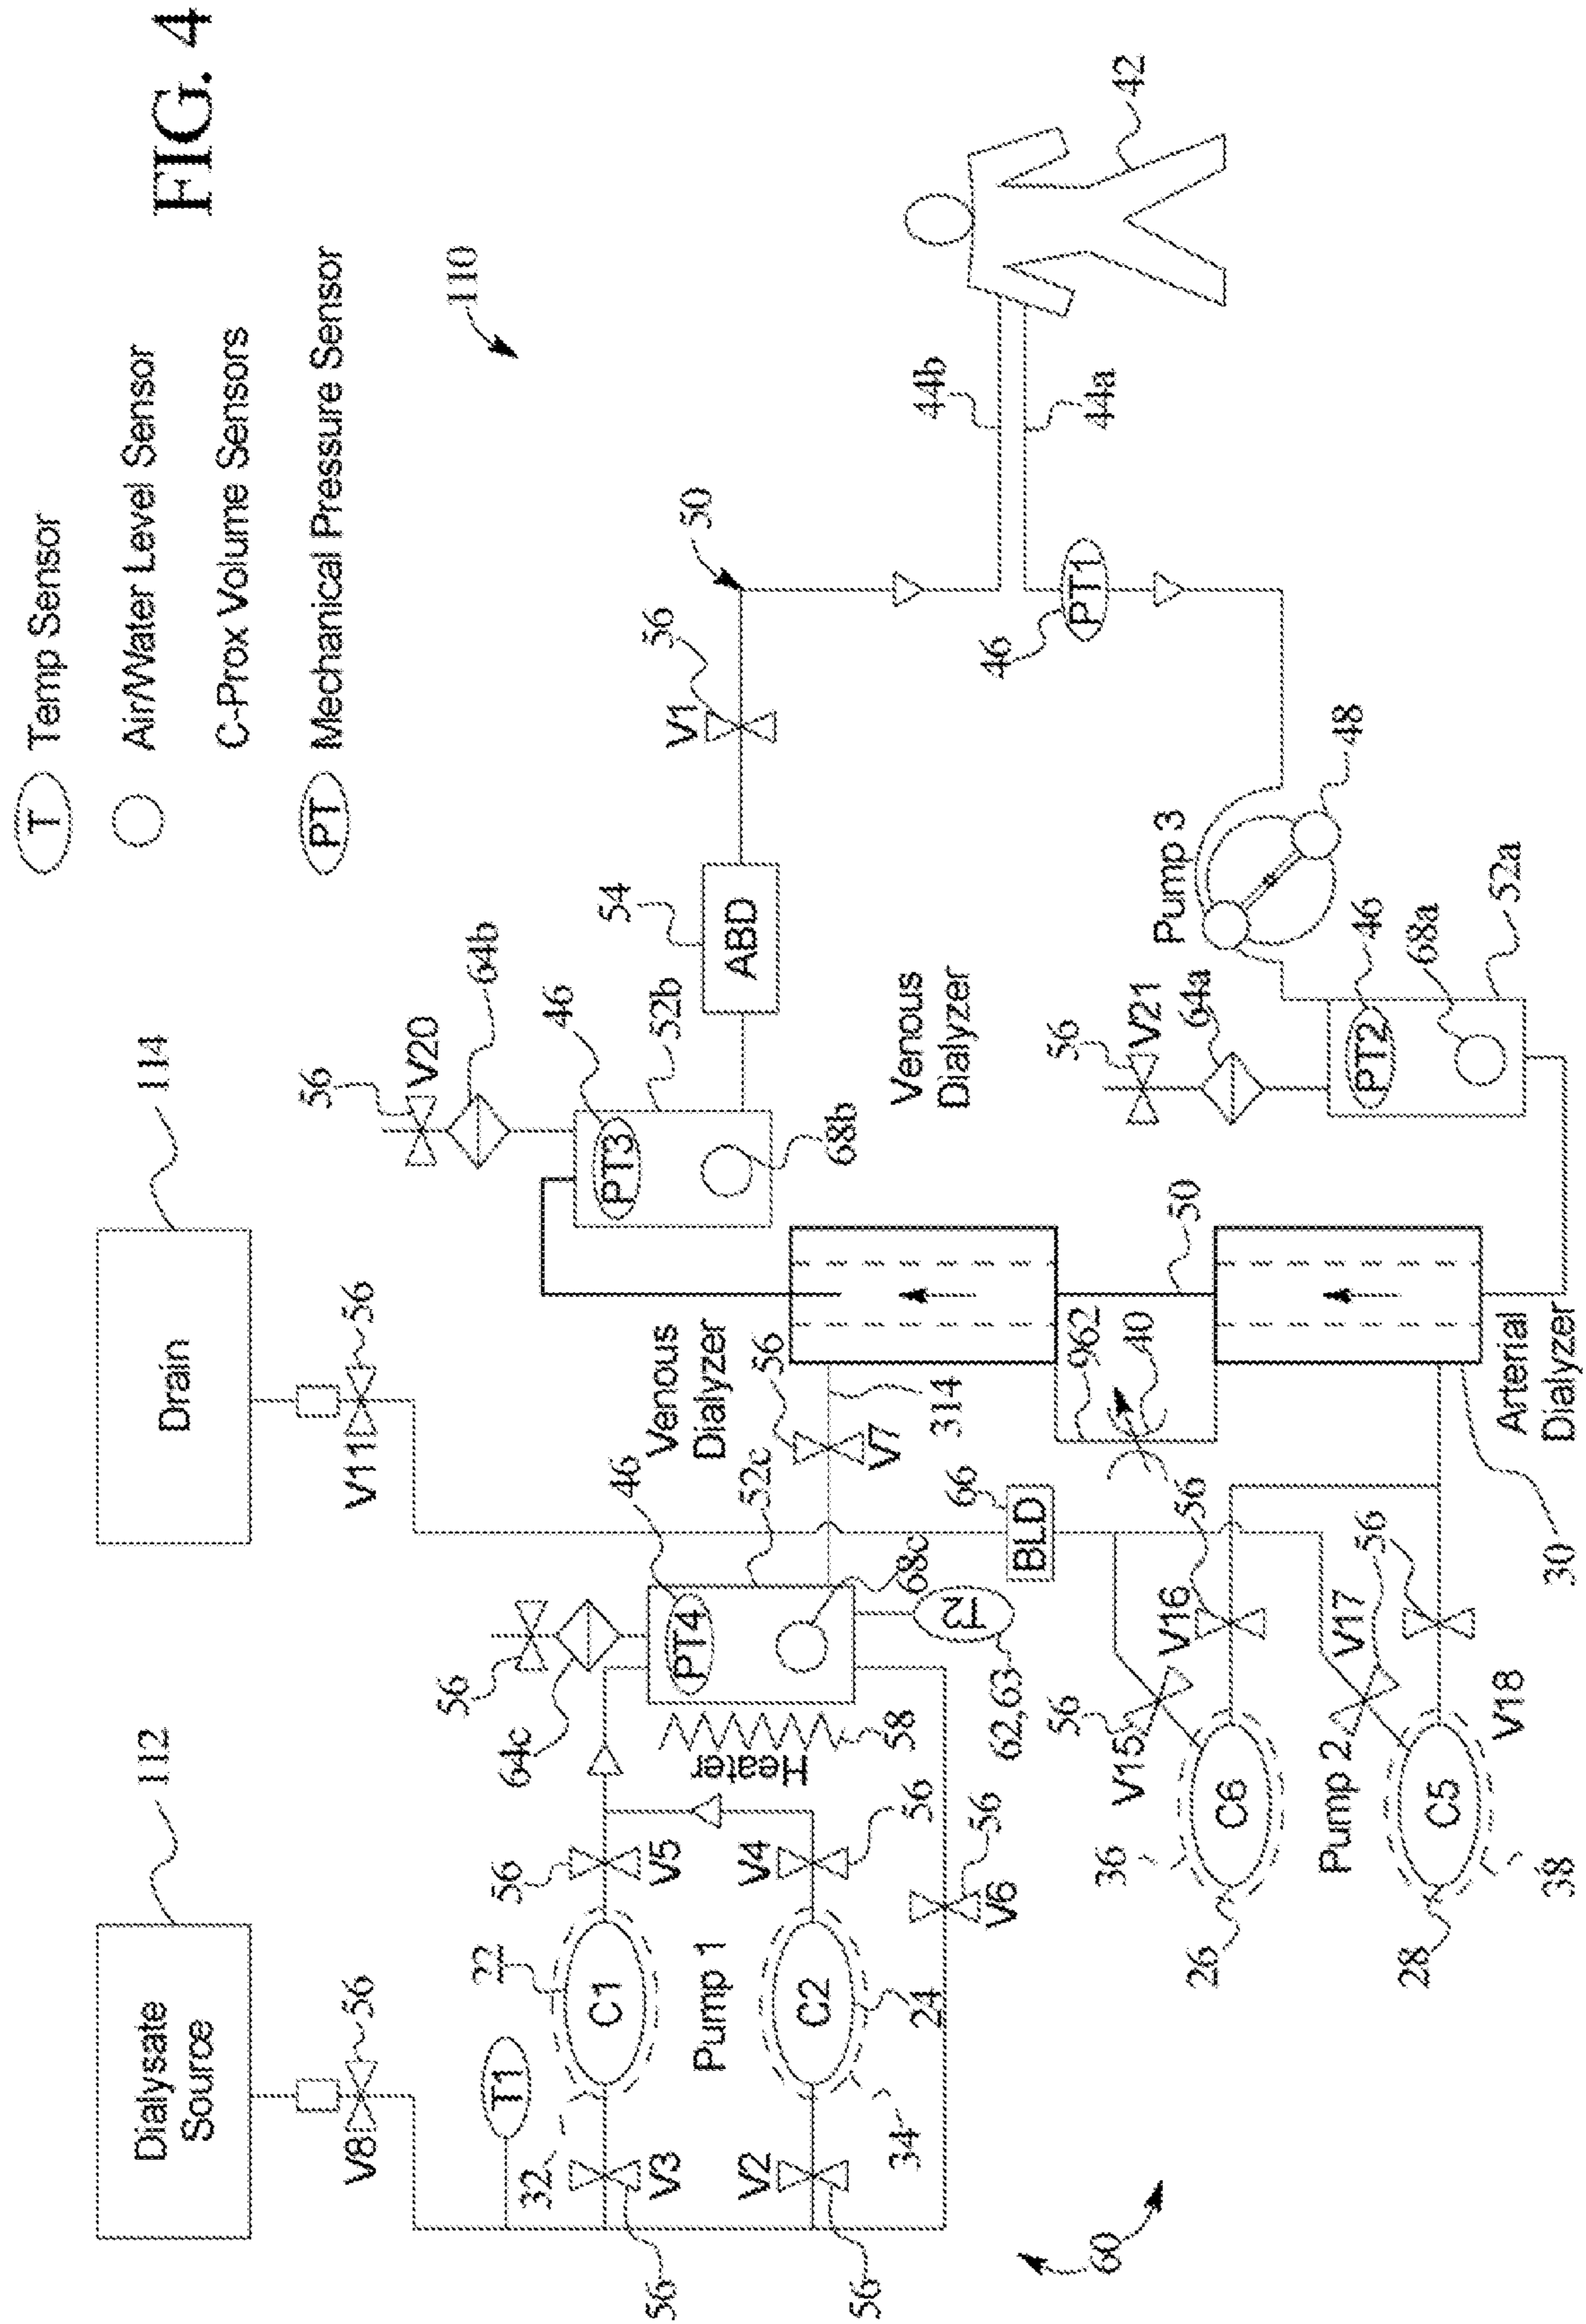 FIG. 4
T Temp Sensor
Air/Water Level Sensor
C-Prox Volume Sensors
PT Mechanical Pressure Sensor
110
Dialysate
Source
112
V8
56
Drain
114
V11
56
T1
32
V3
56
22
C1
56
V5
Pump 1
V2
56
34
C2
24
V4
56
V6
56
60
56
64c
46
PT4
52c
68c
Heater
58
T2
62,63
66
BLD
56
V7
314
Venous
Dialyzer
56
V20
64b
46
PT3
52b
68b
54
ABD
V1
56
50
44b
44a
42
46
PT1
Pump 3
48
Venous
Dialyzer
56
V21
64a
46
PT2
68a
52a
50
962
40
Arterial
Dialyzer
30
V15
56
V16
56
36
C6
26
Pump 2
V17
56
V18
C5
28
38